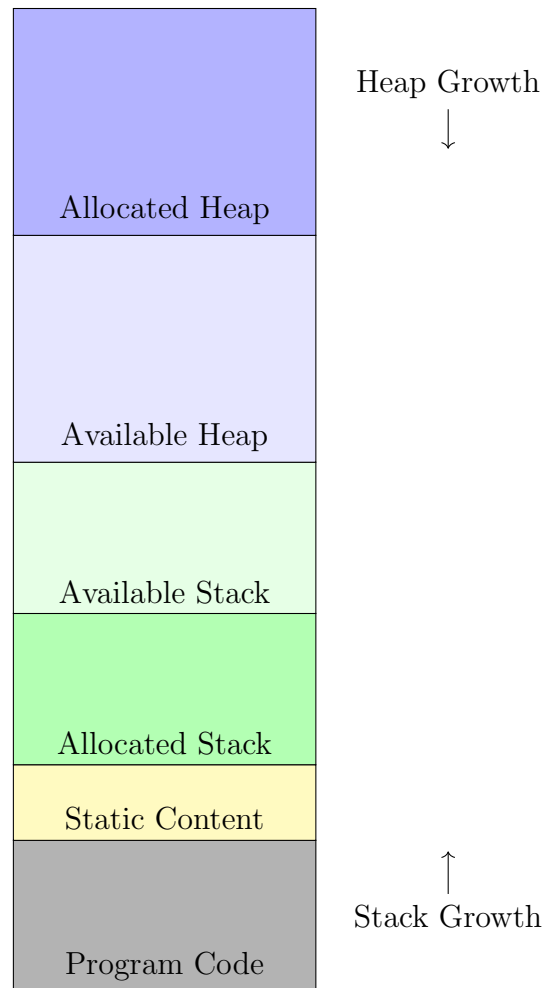 Heap Growth
Allocated Heap
Available Heap
Available Stack
Allocated Stack
Static Content
Stack Growth
Program Code